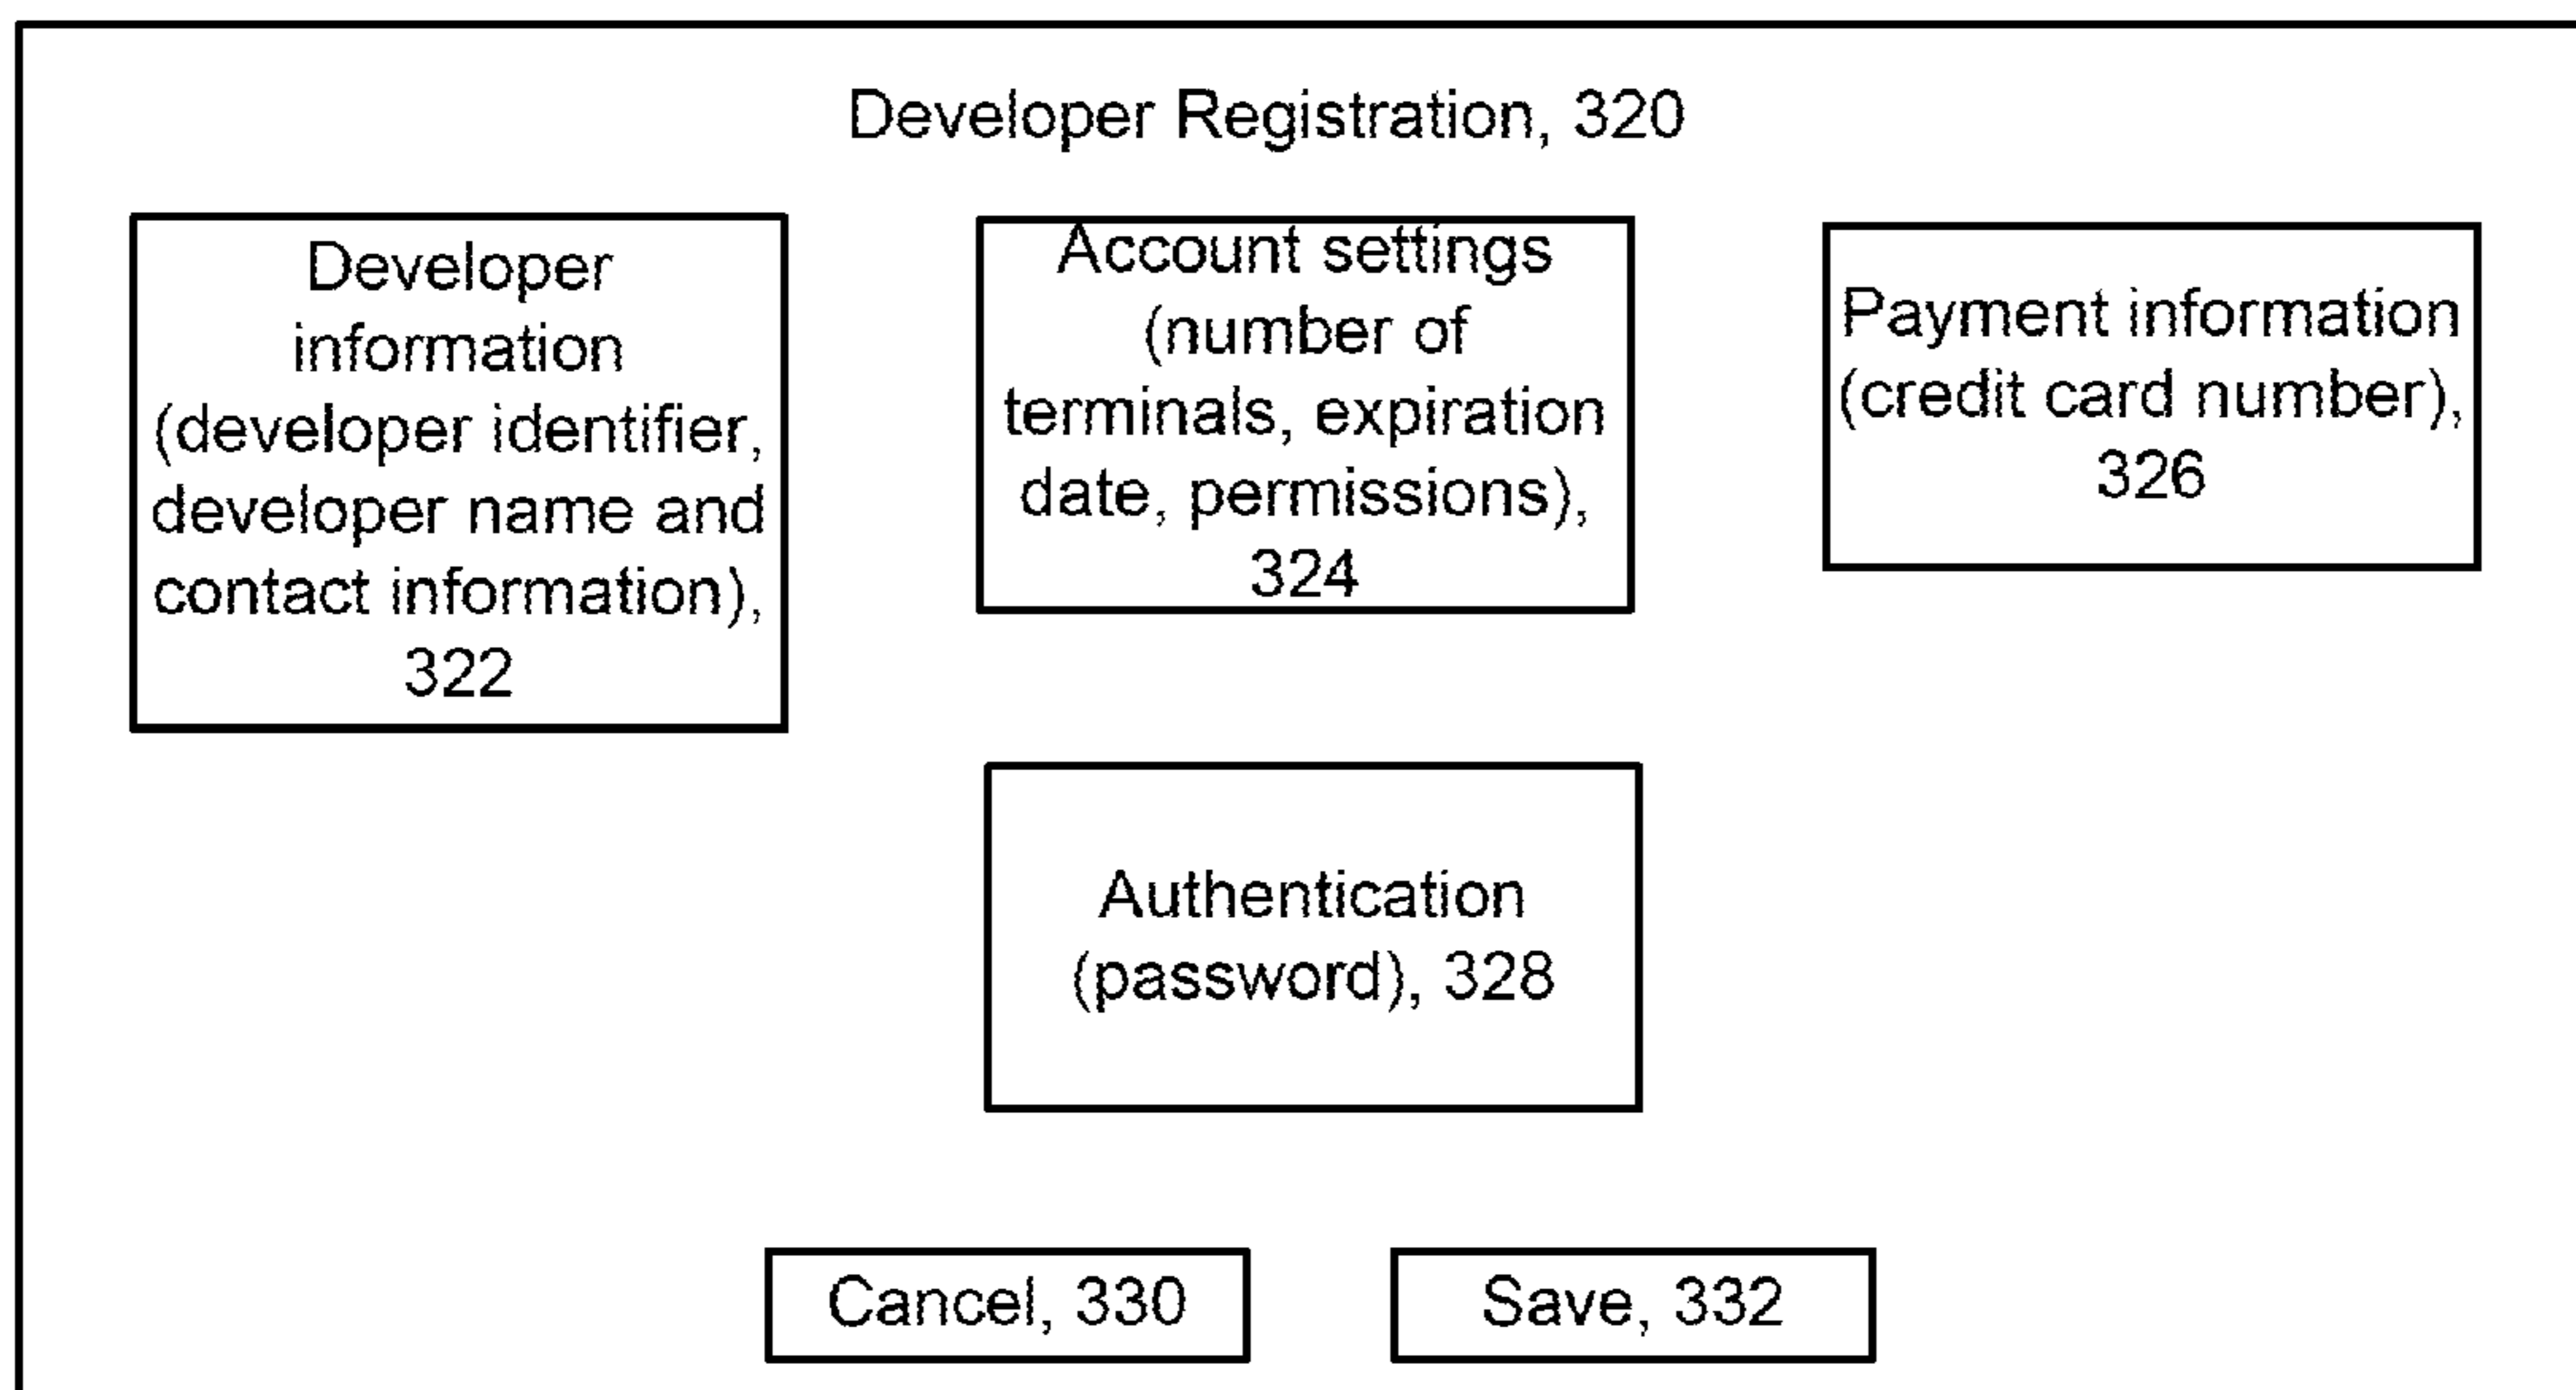 Developer Registration, 320
Developer
information
(developer identifier,
developer name and
contact information),
322
Account settings
(number of
terminals, expiration
date, permissions),
324
Payment information
(credit card number),
326
Authentication
(password), 328
Cancel, 330
Save, 332